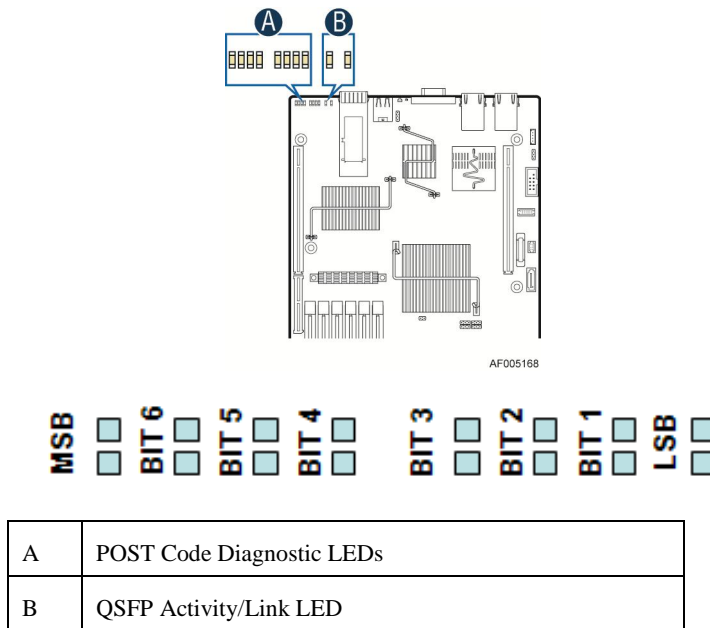 A B
AF005168
MSB BIT 6 BIT 5 BIT 4 BIT 3 BIT 2 BIT 1 LSB
A POST Code Diagnostic LEDs
B QSFP Activity/Link LED